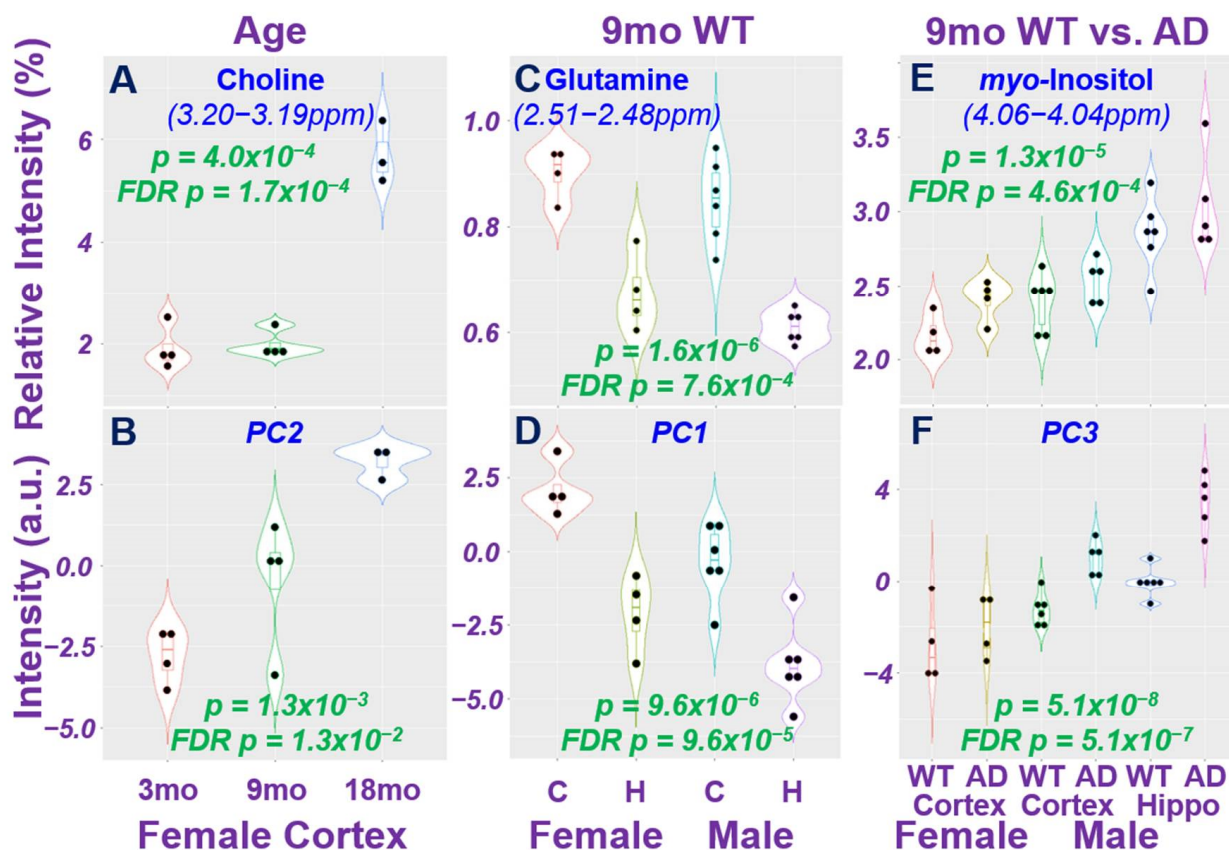 Age
9mo WT
9mo WT vs. AD
Relative Intensity (%)
A
Choline
(3.20−3.19ppm)
p = 4.0x10⁻⁴
FDR p = 1.7x10⁻⁴
6
4
2
C
Glutamine
(2.51−2.48ppm)
1.0
0.8
0.6
p = 1.6x10⁻⁶
FDR p = 7.6x10⁻⁴
E
myo-Inositol
(4.06−4.04ppm)
p = 1.3x10⁻⁵
FDR p = 4.6x10⁻⁴
3.5
3.0
2.5
2.0
Intensity (a.u.)
B
PC2
2.5
0.0
−2.5
−5.0
p = 1.3x10⁻³
FDR p = 1.3x10⁻²
3mo 9mo 18mo
Female Cortex
D
PC1
2.5
0.0
−2.5
−5.0
p = 9.6x10⁻⁶
FDR p = 9.6x10⁻⁵
C H C H
Female Male
F
PC3
4
0
−4
p = 5.1x10⁻⁸
FDR p = 5.1x10⁻⁷
WT AD WT AD WT AD
Cortex Cortex Hippo
Female Male